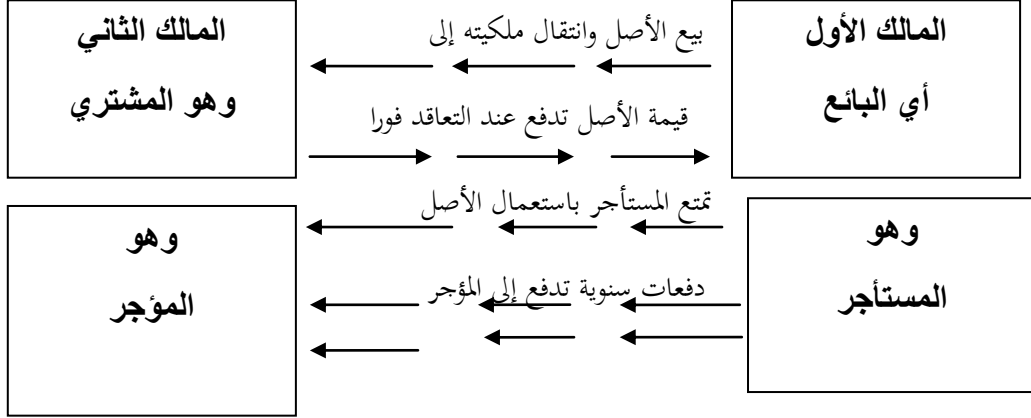 المالك الأول
أي البائع
بيع الأصل وانتقال ملكيته إلى
قيمة الأصل تدفع عند التعاقد فورا
المالك الثاني
وهو المشتري
وهو
المستأجر
تمتع المستأجر باستعمال الأصل
دفعات سنوية تدفع إلى المؤجر
وهو
المؤجر